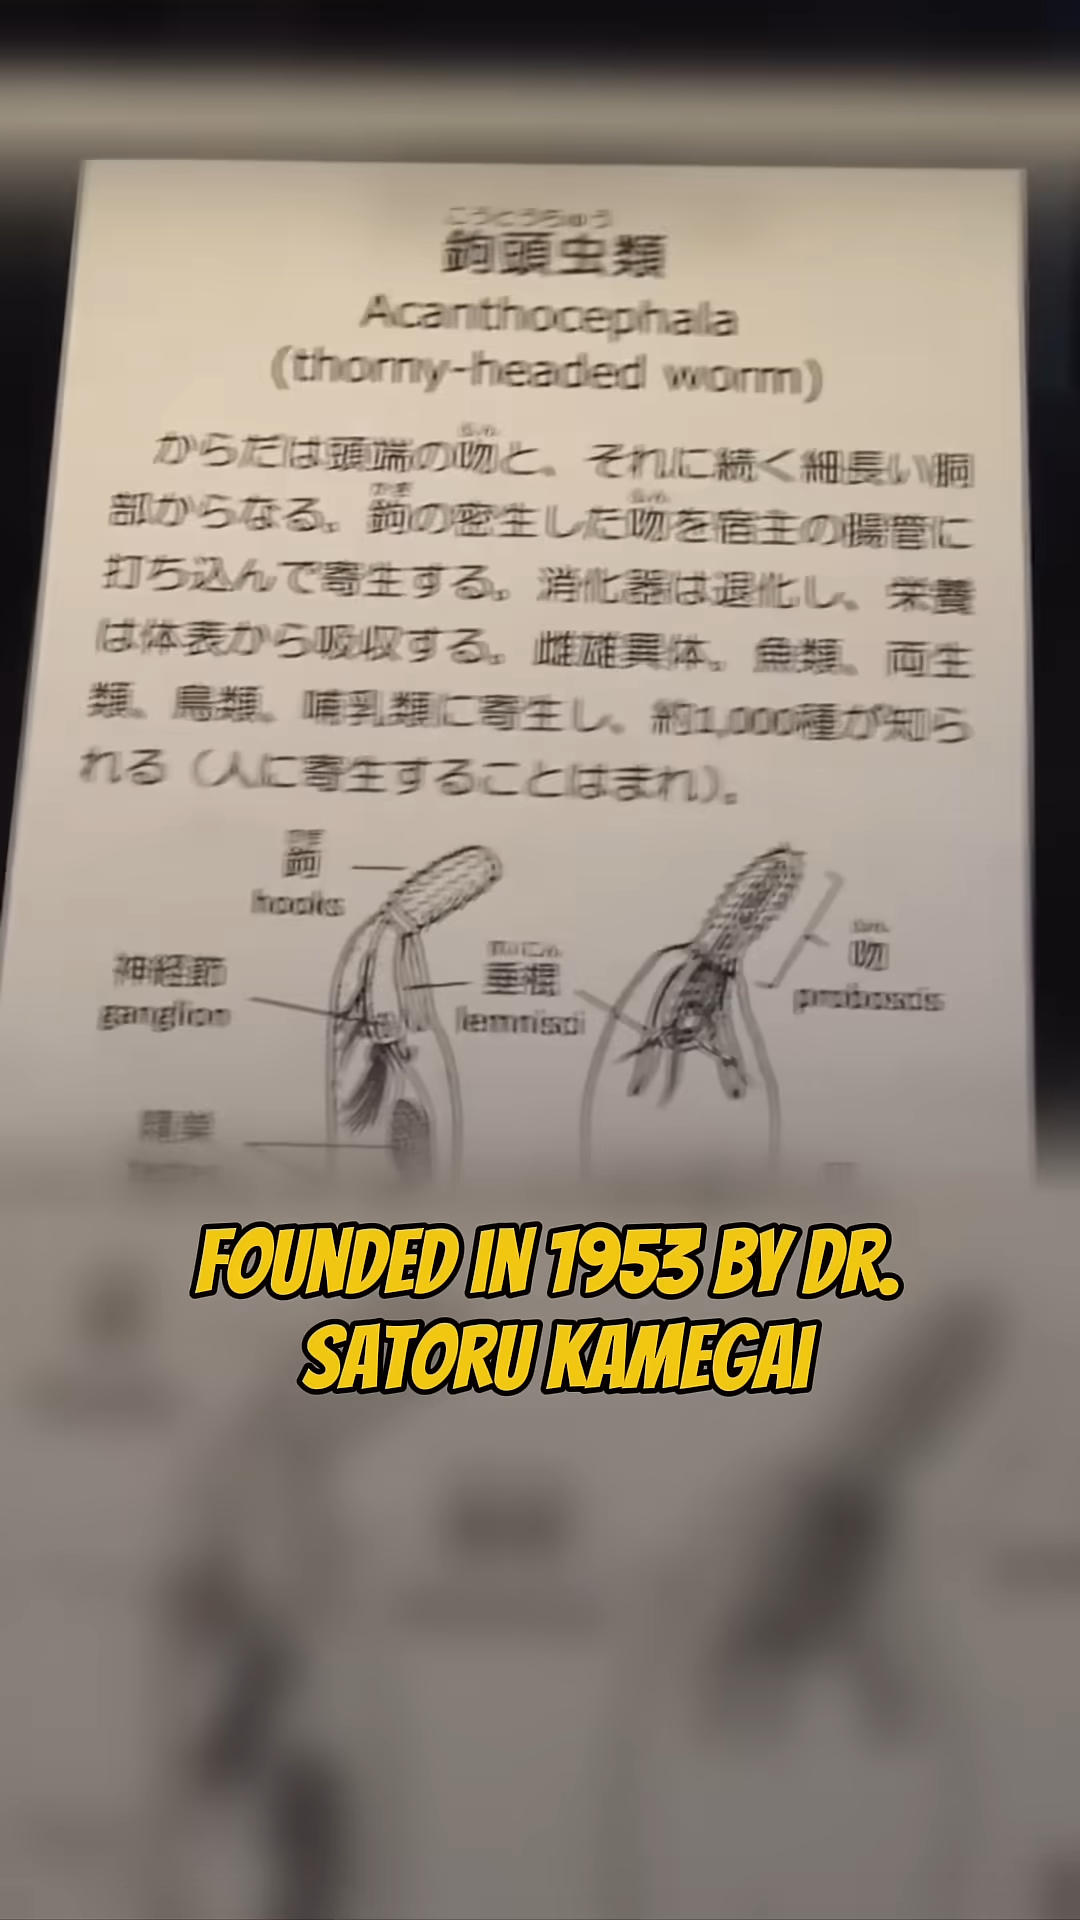 こうとうちゅう
鉤頭虫類
Acanthocephala
(thorny-headed worm)
からだは頭端の吻と、それに続く細長い胴
部からなる。鉤の密生した吻を宿主の腸管に
打ち込んで寄生する。消化器は退化し、栄養
は体表から吸収する。雌雄異体。魚類、両生
類、鳥類、哺乳類に寄生し、約1,000種が知ら
れる（人に寄生することはまれ）。
鉤
hooks
神経節
ganglion
垂棍
lemnisci
吻
proboscis
FOUNDED IN 1953 BY DR.
SATORU KAMEGAI